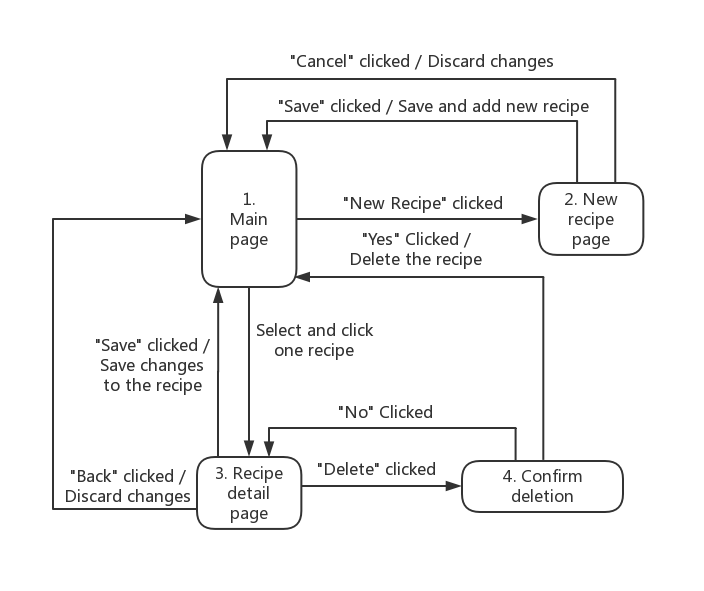 "Cancel" clicked / Discard changes
"Save" clicked / Save and add new recipe
1.
Main
page
"New Recipe" clicked
2. New
recipe
page
"Yes" Clicked /
Delete the recipe
Select and click
one recipe
"Save" clicked /
Save changes
to the recipe
"No" Clicked
"Back" clicked /
Discard changes
3. Recipe
detail
page
"Delete" clicked
4. Confirm
deletion